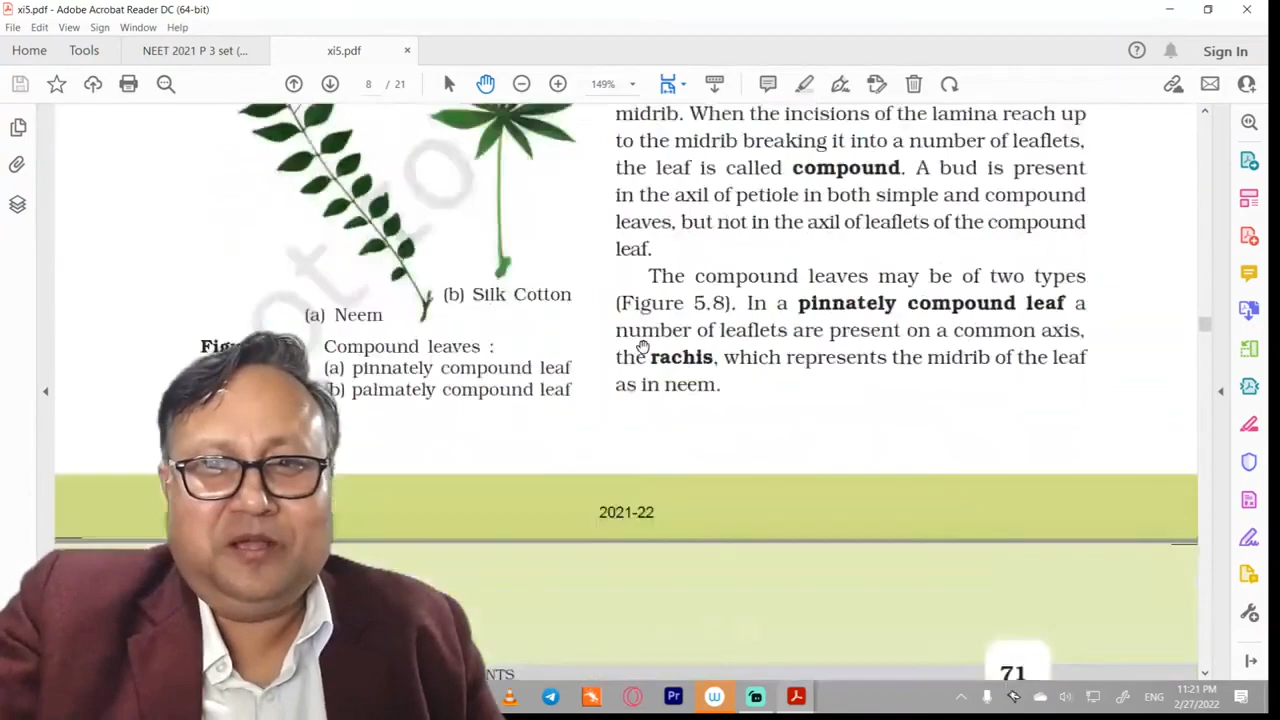 xi5.pdf - Adobe Acrobat Reader DC (64-bit)
File Edit View Sign Window Help
Home Tools NEET 2021 P 3 set (... xi5.pdf × Sign In
8 / 21 149%
midrib. When the incisions of the lamina reach up
to the midrib breaking it into a number of leaflets,
the leaf is called compound. A bud is present
in the axil of petiole in both simple and compound
leaves, but not in the axil of leaflets of the compound
leaf.
The compound leaves may be of two types
(Figure 5.8). In a pinnately compound leaf a
number of leaflets are present on a common axis,
the rachis, which represents the midrib of the leaf
as in neem.
(b) Silk Cotton
(a) Neem
Compound leaves :
(a) pinnately compound leaf
b) palmately compound leaf
2021-22
NTS
71
ENG
11:21 PM
2/27/2022